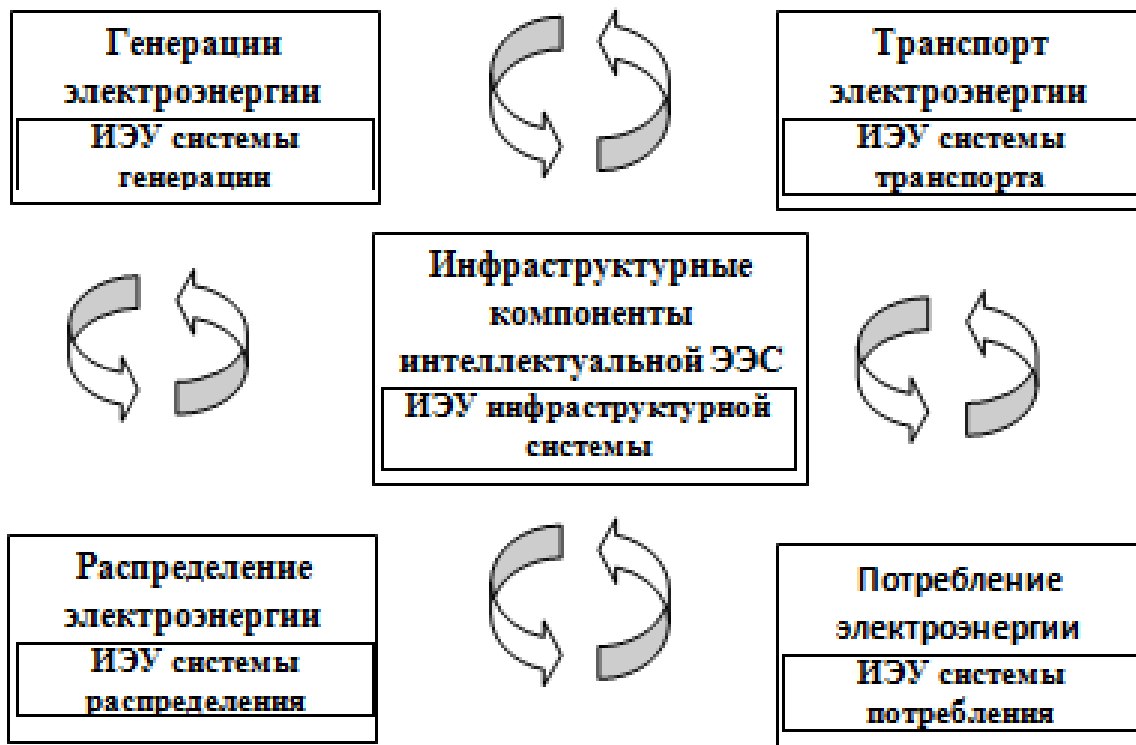 Генерации
электроэнергии
ИЭУ системы
генерации
Транспорт
электроэнергии
ИЭУ системы
транспорта
Инфраструктурные
компоненты
интеллектуальной ЭЭС
ИЭУ инфраструктурной
системы
Распределение
электроэнергии
ИЭУ системы
распределения
Потребление
электроэнергии
ИЭУ системы
потребления